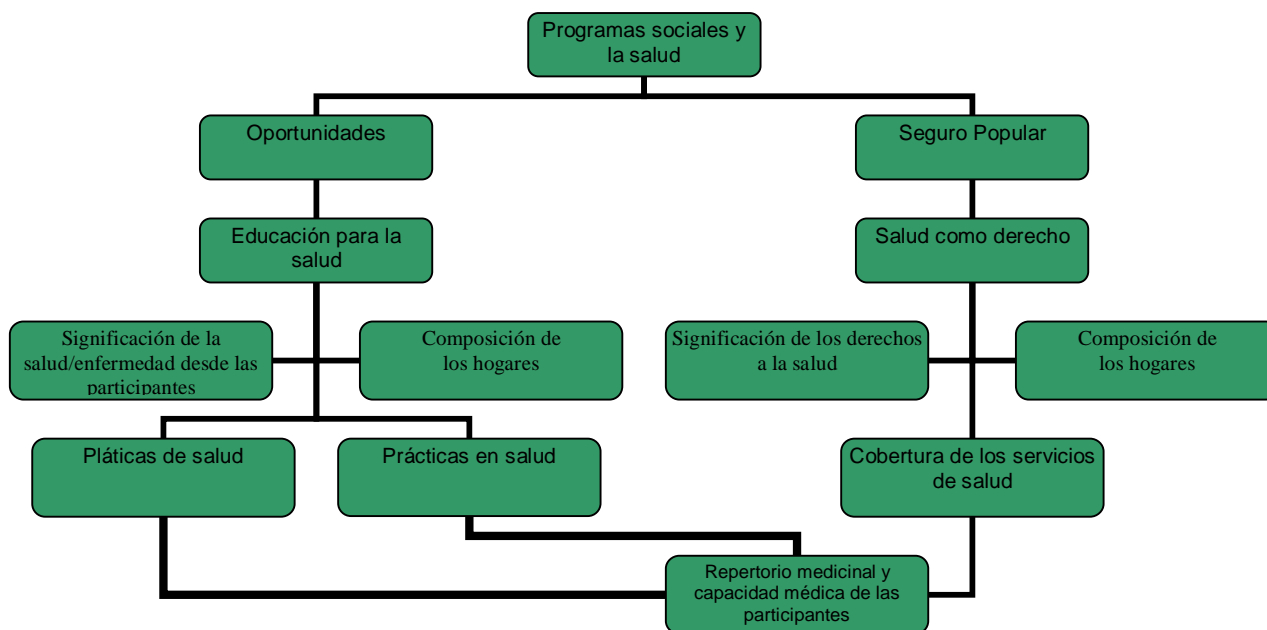 Programas sociales y
la salud
Oportunidades
Seguro Popular
Educación para la
salud
Salud como derecho
Significación de la
salud/enfermedad desde las
participantes
Composición de
los hogares
Significación de los derechos
a la salud
Composición de
los hogares
Pláticas de salud
Prácticas en salud
Cobertura de los servicios
de salud
Repertorio medicinal y
capacidad médica de las
participantes